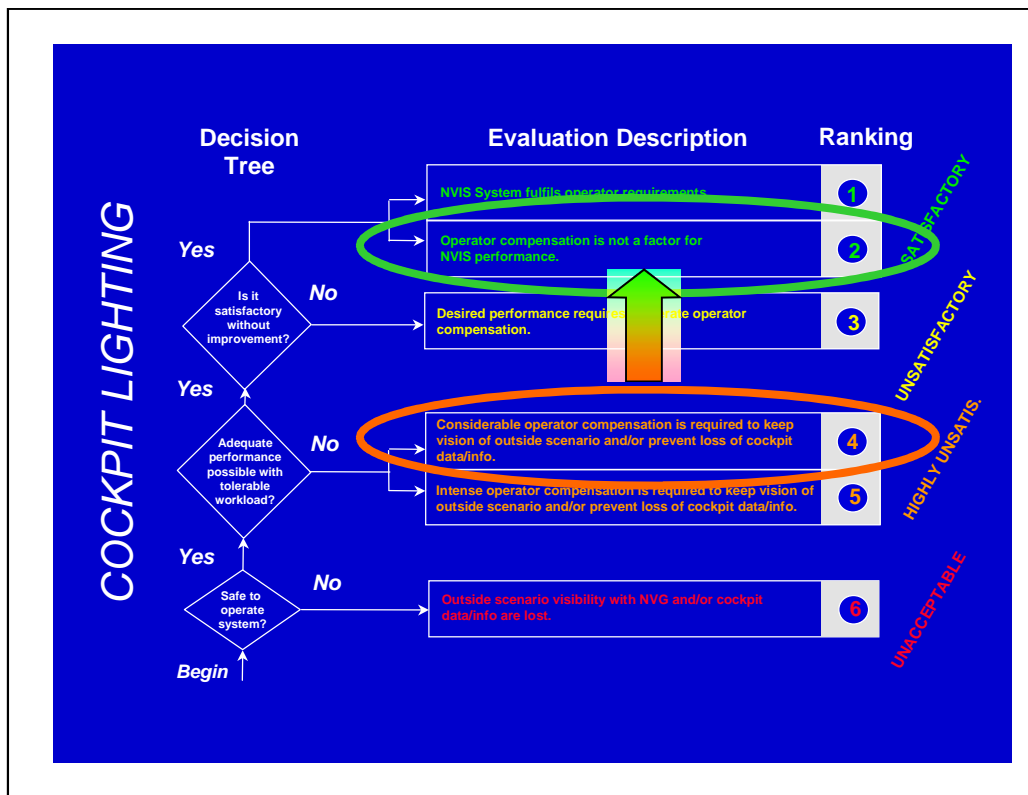 COCKPIT LIGHTING
Decision
Tree
Evaluation Description
Ranking
NVIS System fulfils operator requirements.
1
Operator compensation is not a factor for
NVIS performance.
2
SATISFACTORY
Yes
Is it
satisfactory
without
improvement?
No
Desired performance requires operator
compensation.
3
UNSATISFACTORY
Yes
Adequate
performance
possible with
tolerable
workload?
No
Considerable operator compensation is required to keep
vision of outside scenario and/or prevent loss of cockpit
data/info.
4
Intense operator compensation is required to keep vision of
outside scenario and/or prevent loss of cockpit data/info.
5
HIGHLY UNSATIS.
Yes
Safe to
operate
system?
No
Outside scenario visibility with NVG and/or cockpit
data/info are lost.
6
UNACCEPTABLE
Begin